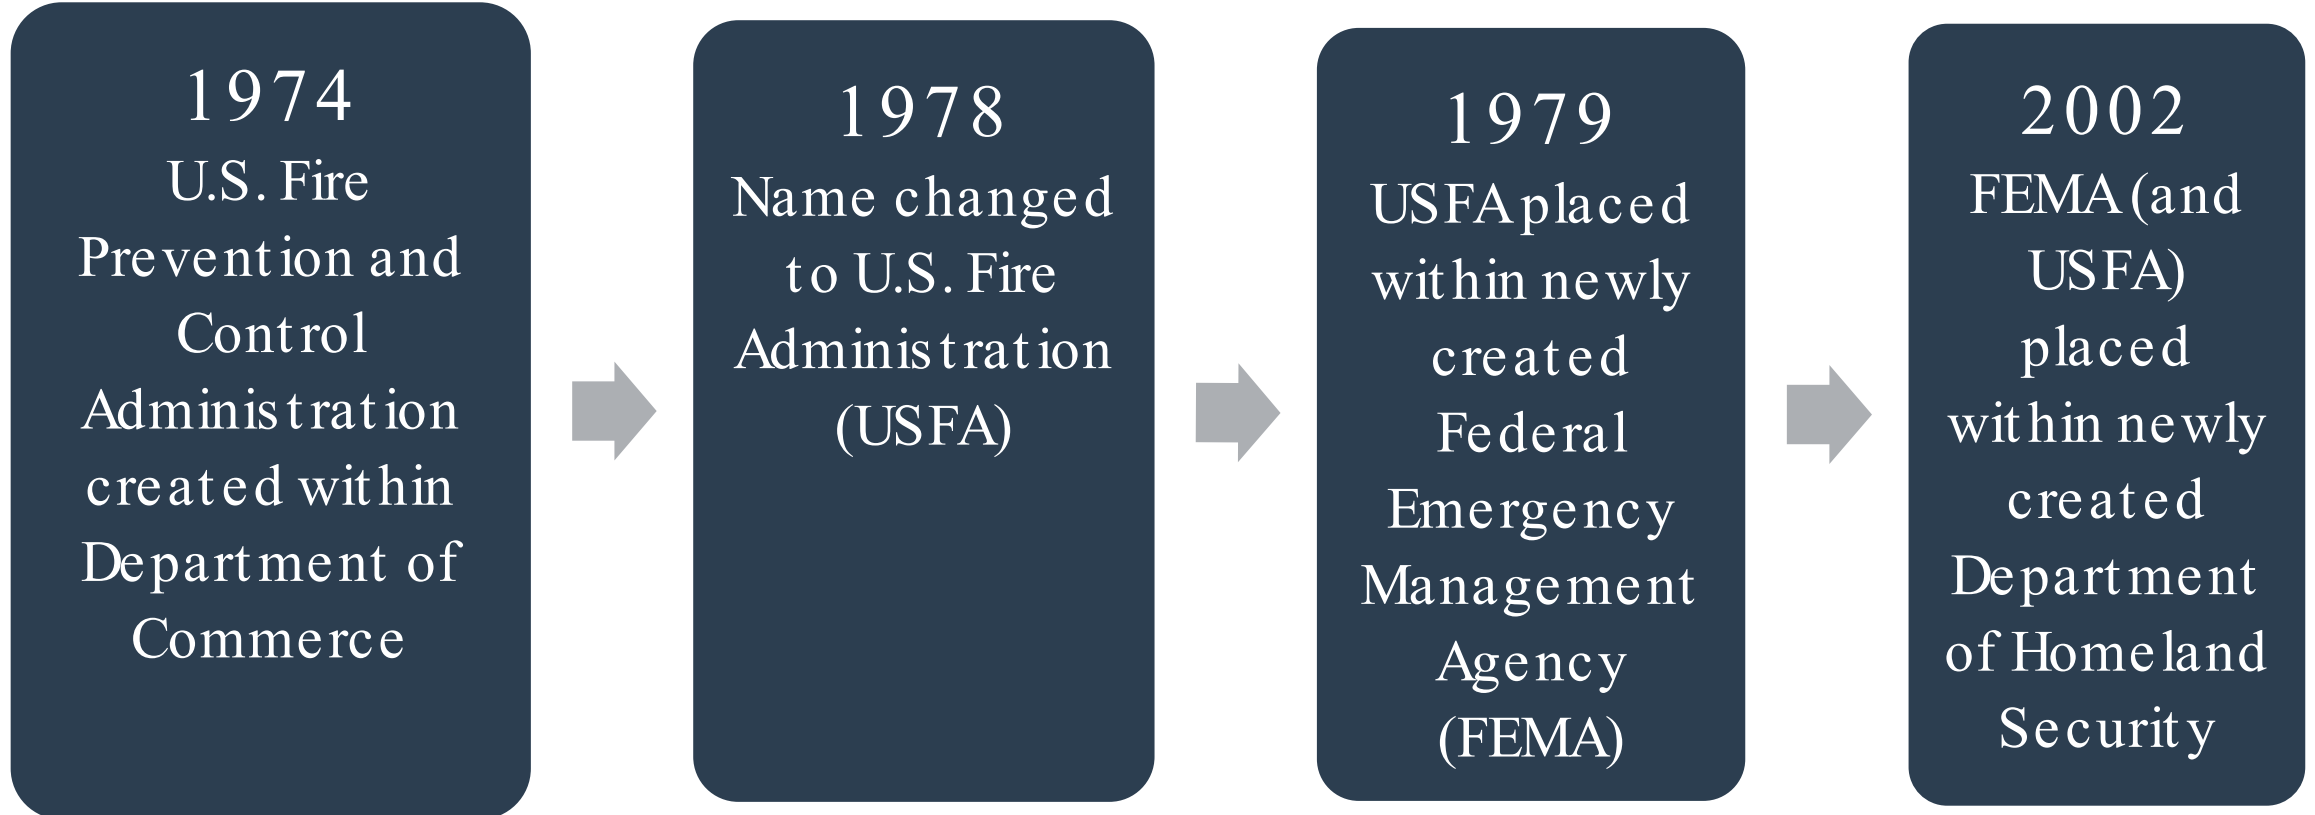 1974
U.S. Fire
Prevention and
Control
Administration
created within
Department of
Commerce
1978
Name changed
to U.S. Fire
Administration
(USFA)
1979
USFA placed
within newly
created
Federal
Emergency
Management
Agency
(FEMA)
2002
FEMA (and
USFA)
placed
within newly
created
Department
of Homeland
Security